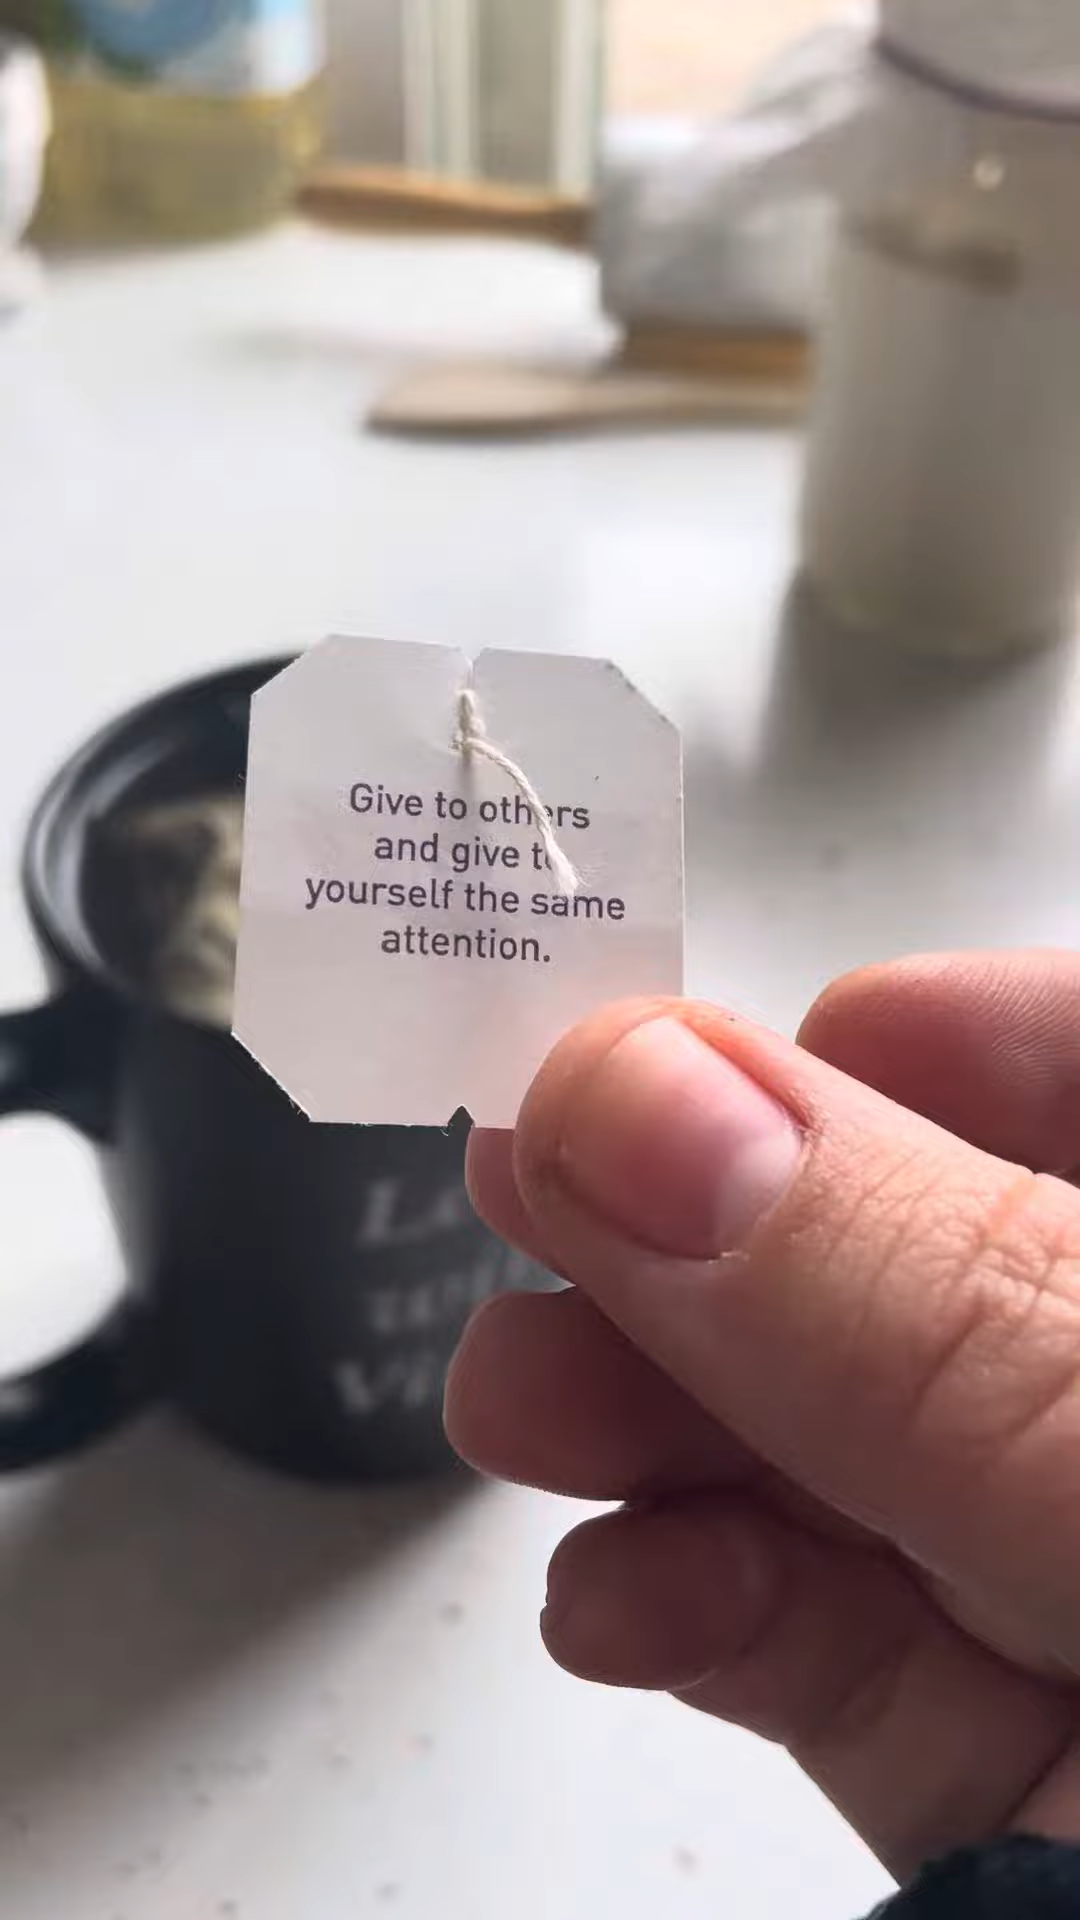 Give to others
and give to
yourself the same
attention.